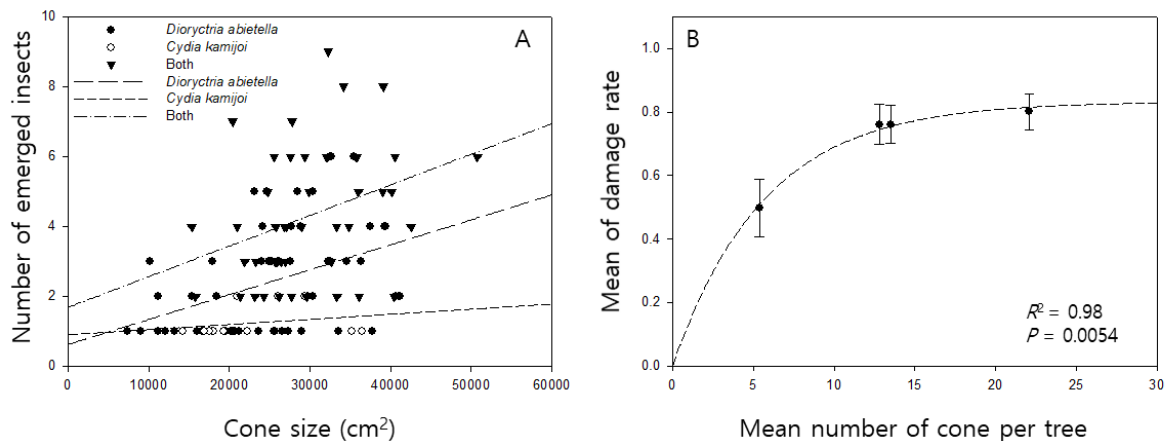 A
Dioryctria abietella
Cydia kamijoi
Both
Dioryctria abietella
Cydia kamijoi
Both
Number of emerged insects
10
8
6
4
2
0
0 10000 20000 30000 40000 50000 60000
Cone size (cm²)
B
Mean of damage rate
1.0
0.8
0.6
0.4
0.2
0.0
R² = 0.98
P = 0.0054
0 5 10 15 20 25 30
Mean number of cone per tree